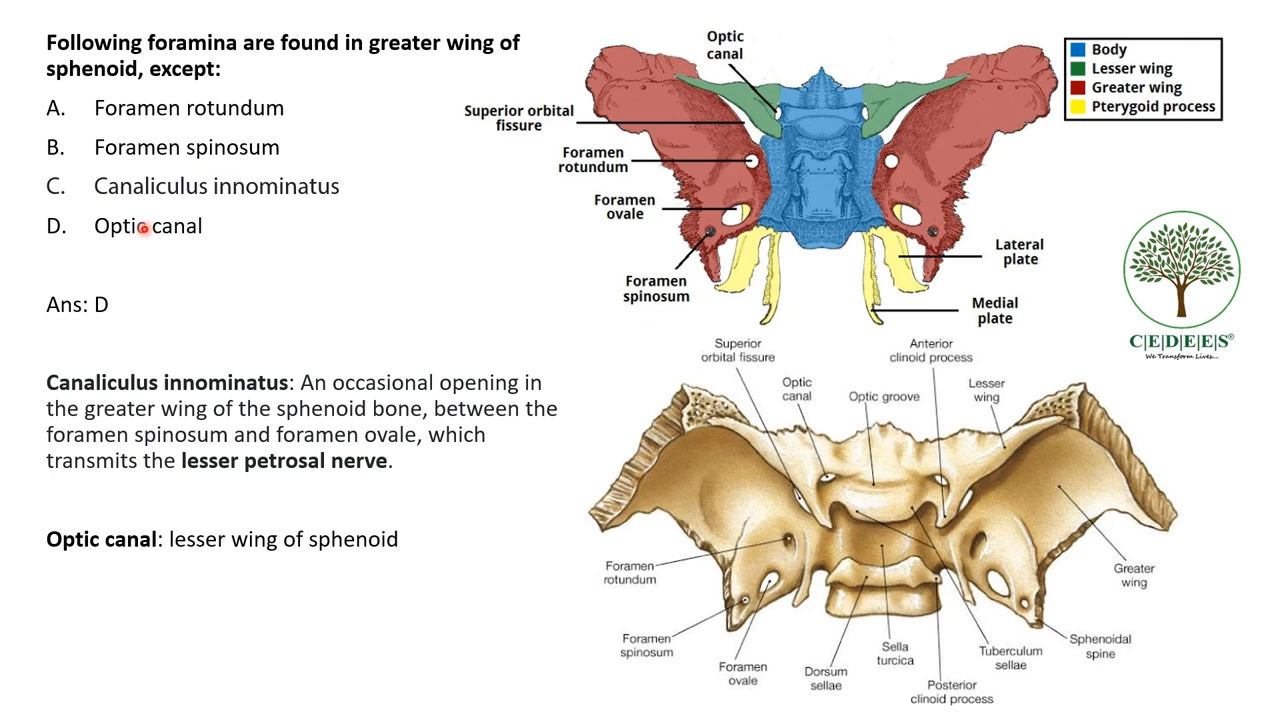 Following foramina are found in greater wing of
sphenoid, except:
A. Foramen rotundum
B. Foramen spinosum
C. Canaliculus innominatus
D. Optic canal
Ans: D
Canaliculus innominatus: An occasional opening in
the greater wing of the sphenoid bone, between the
foramen spinosum and foramen ovale, which
transmits the lesser petrosal nerve.
Optic canal: lesser wing of sphenoid
Optic
canal
Superior orbital
fissure
Foramen
rotundum
Foramen
ovale
Foramen
spinosum
Lateral
plate
Medial
plate
Body
Lesser wing
Greater wing
Pterygoid process
C|E|D|E|E|S®
We Transform Lives...
Superior
orbital fissure
Anterior
clinoid process
Optic
canal
Optic groove
Lesser
wing
Foramen
rotundum
Greater
wing
Foramen
spinosum
Foramen
ovale
Dorsum
sellae
Sella
turcica
Posterior
clinoid process
Tuberculum
sellae
Sphenoidal
spine